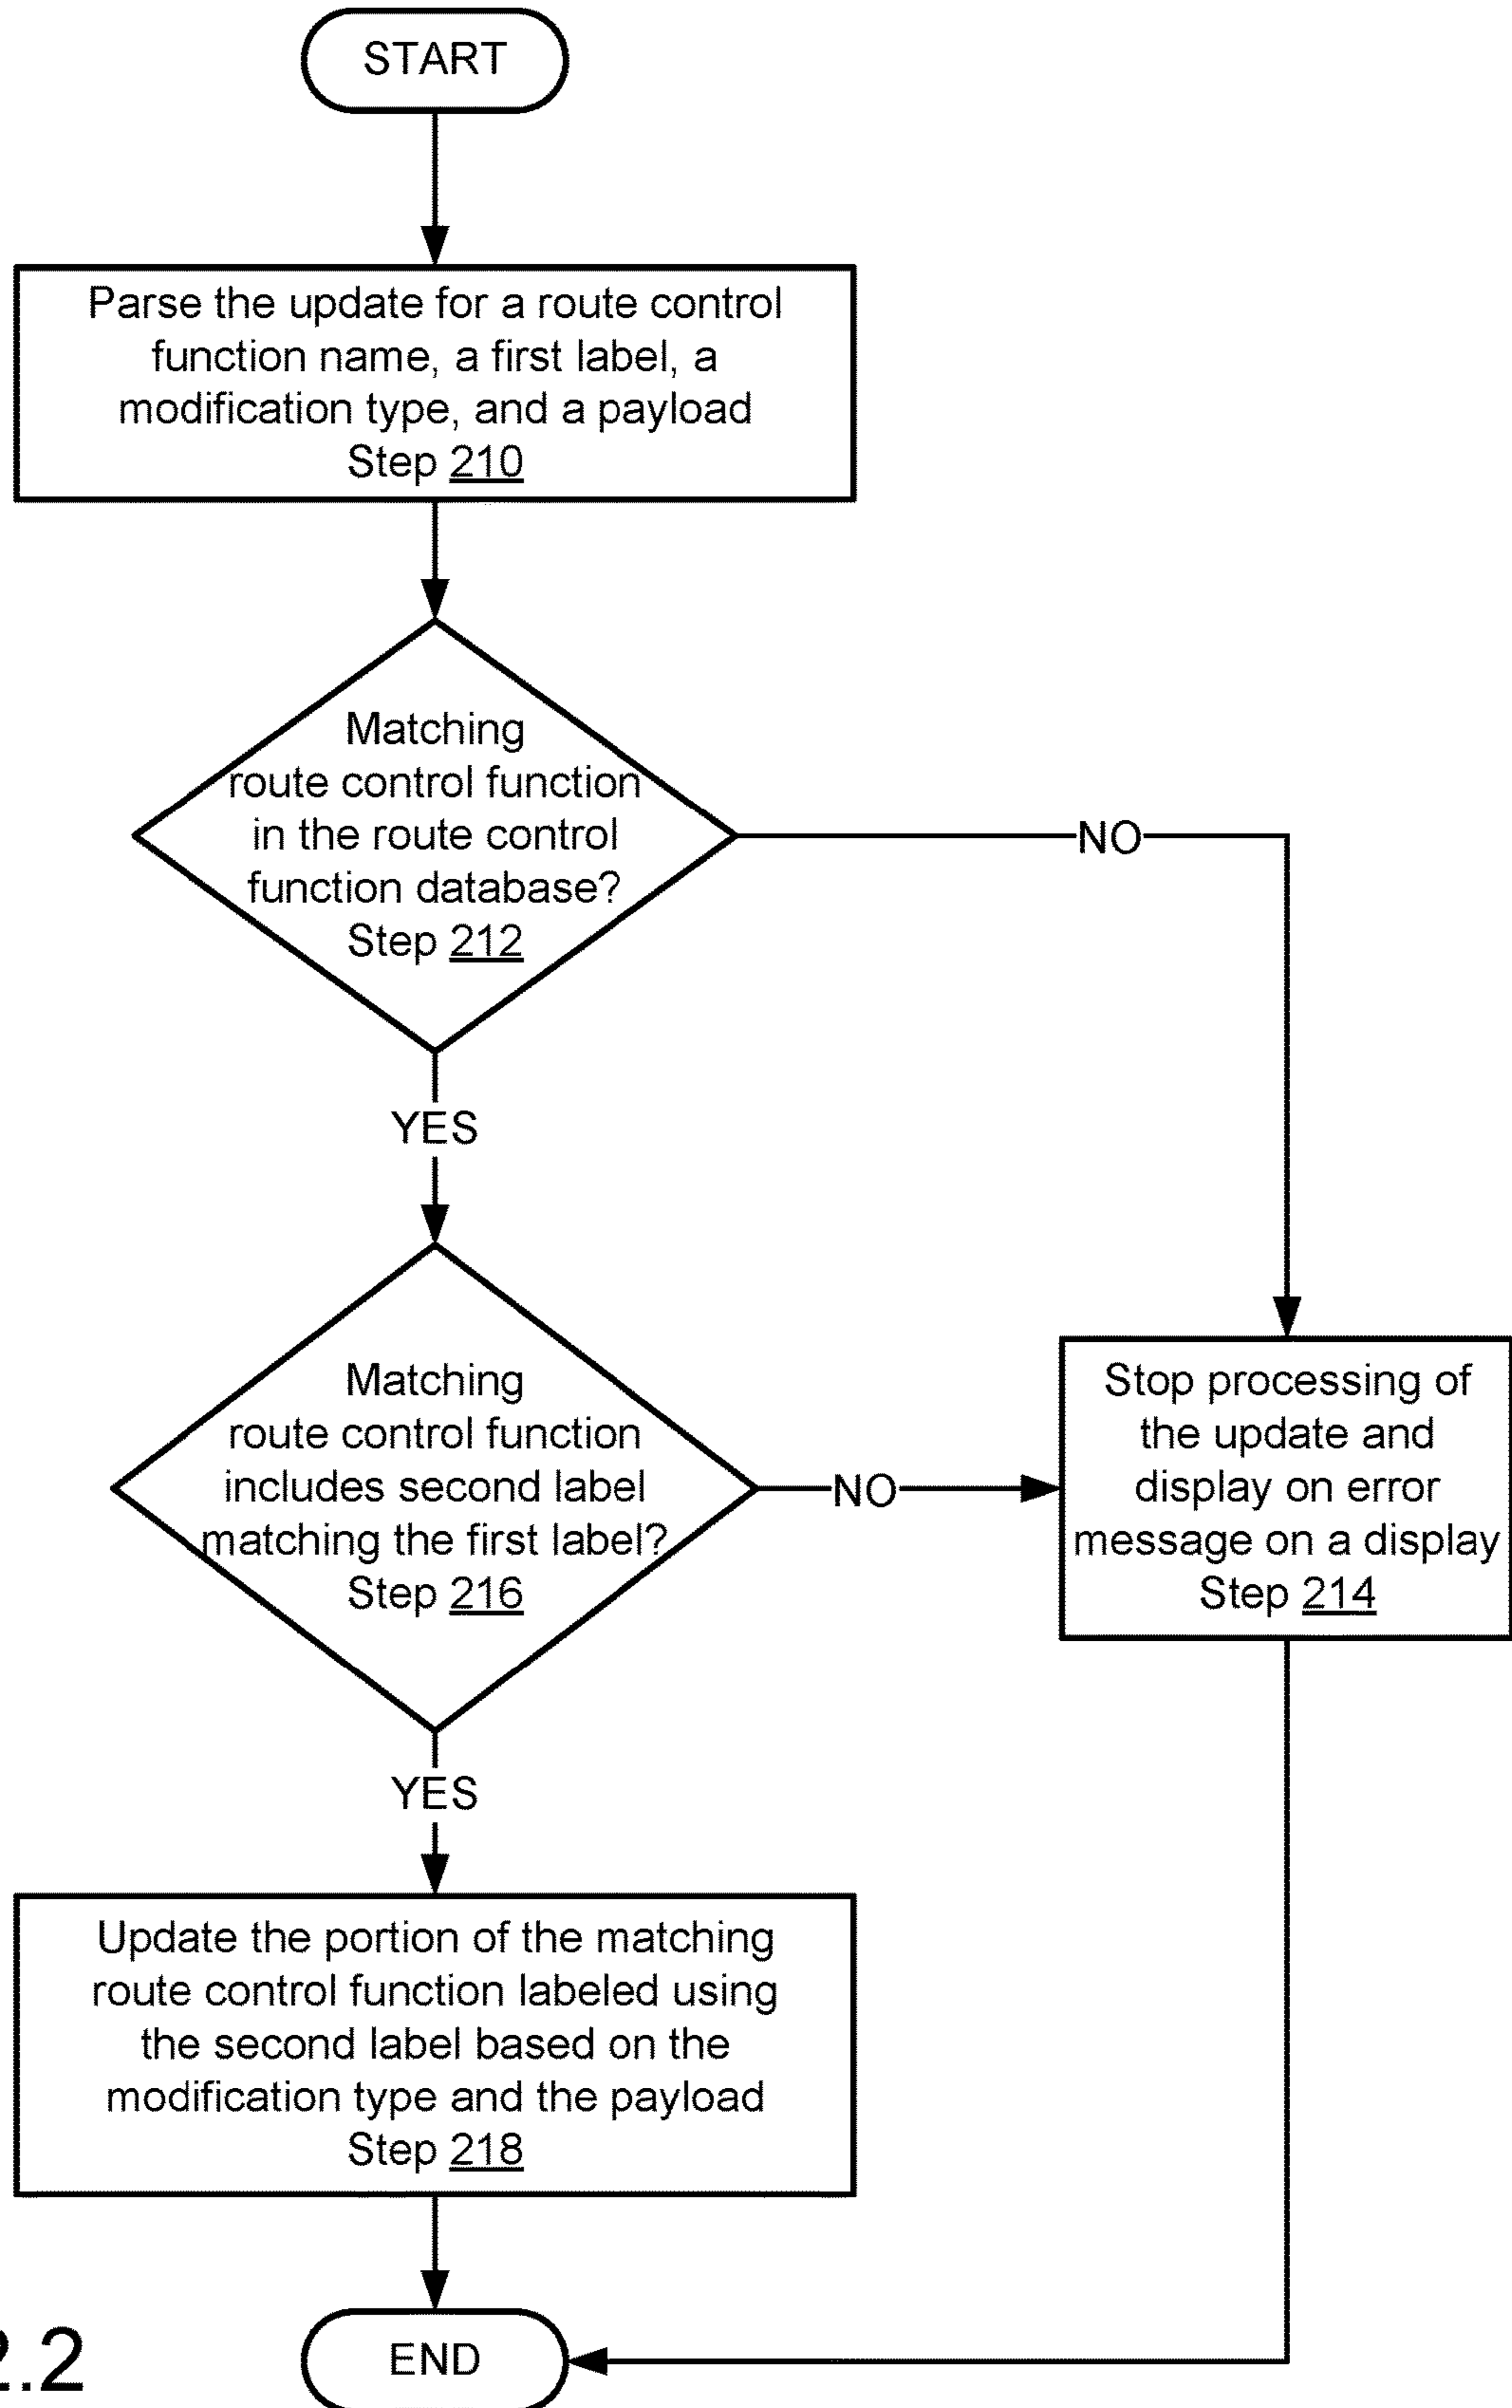 START
Parse the update for a route control
function name, a first label, a
modification type, and a payload
Step 210
Matching
route control function
in the route control
function database?
Step 212
NO
YES
Matching
route control function
includes second label
matching the first label?
Step 216
NO
Stop processing of
the update and
display on error
message on a display
Step 214
YES
Update the portion of the matching
route control function labeled using
the second label based on the
modification type and the payload
Step 218
END
2.2